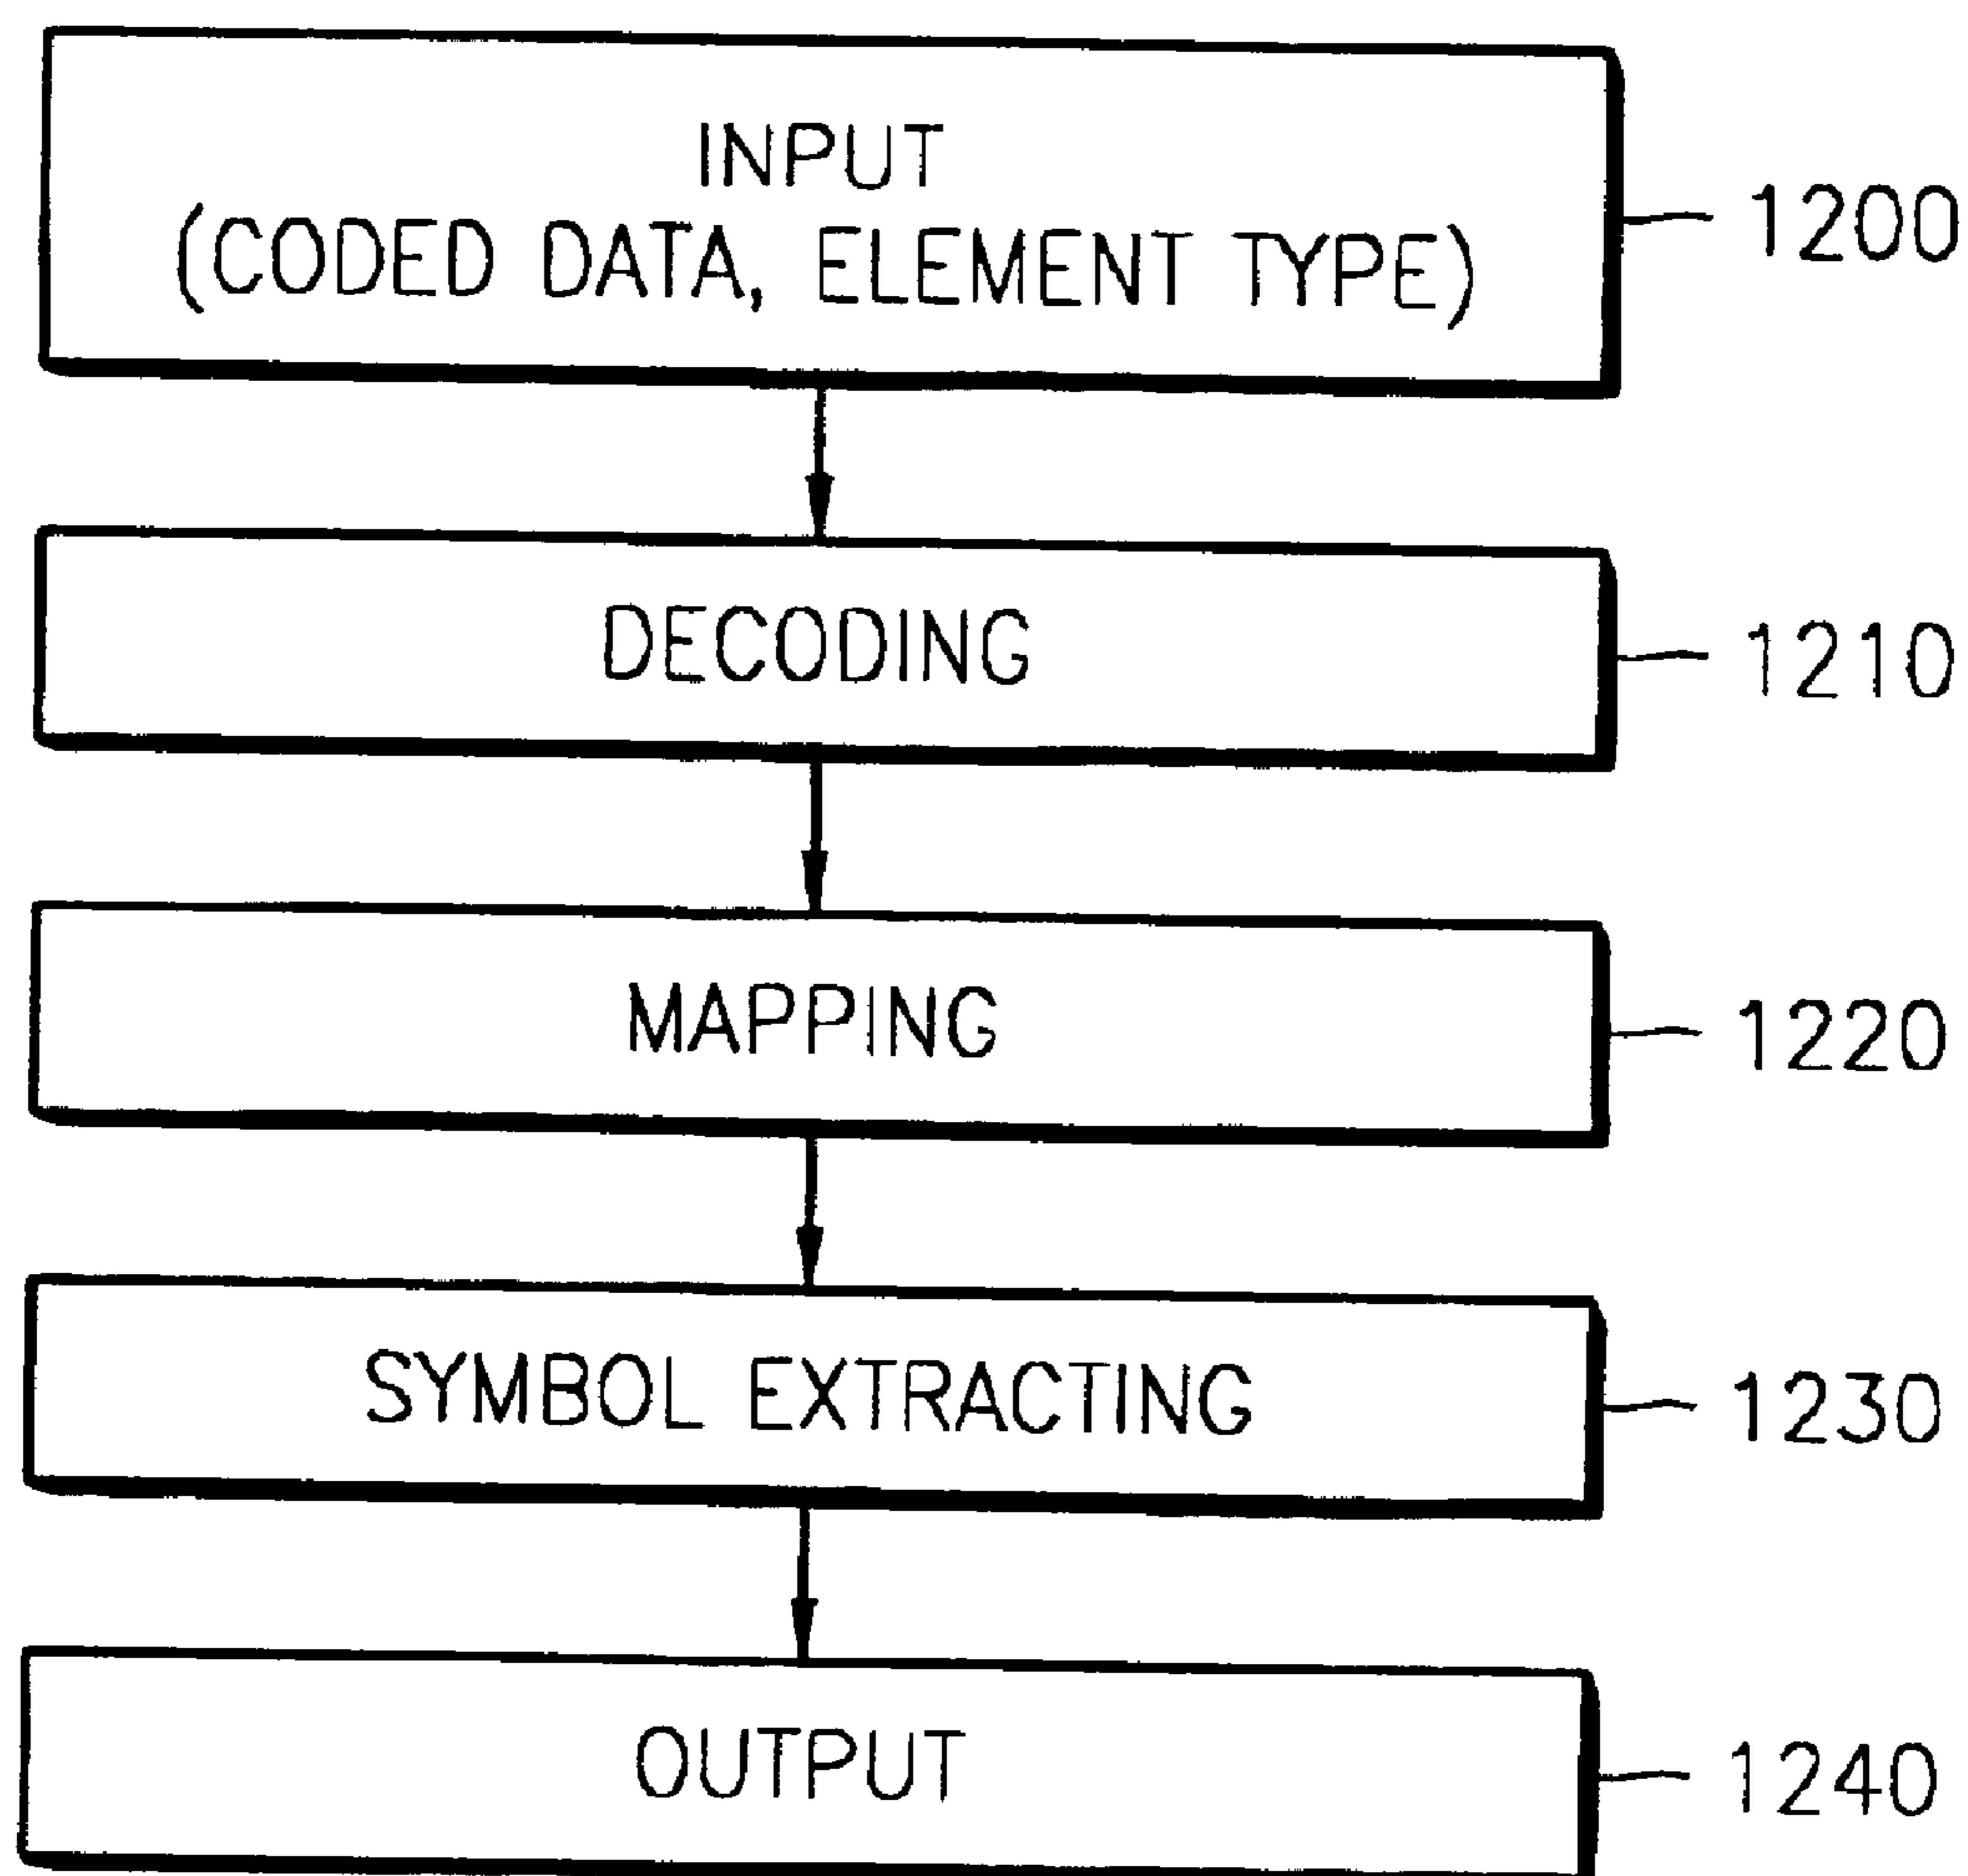 INPUT
(CODED DATA, ELEMENT TYPE)
1200
DECODING
1210
MAPPING
1220
SYMBOL EXTRACTING
1230
OUTPUT
1240